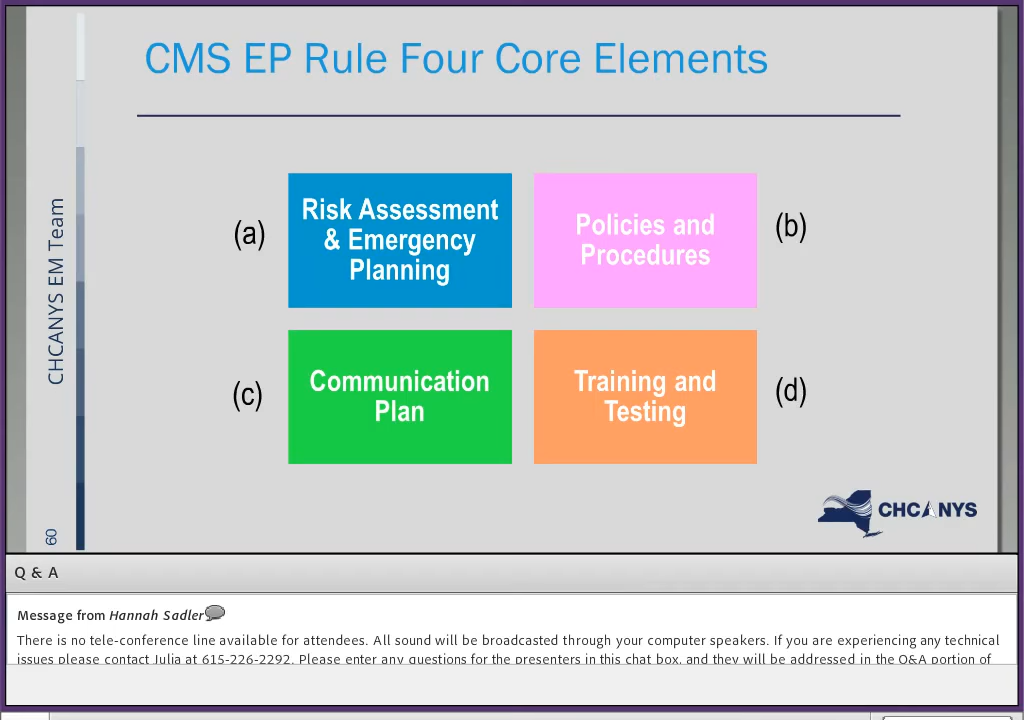 CMS EP Rule Four Core Elements
CHCANYS EM Team
(a)
Risk Assessment
& Emergency
Planning
Policies and
Procedures
(b)
(c)
Communication
Plan
Training and
Testing
(d)
60
CHCANYS
Q & A
Message from Hannah Sadler
There is no tele-conference line available for attendees. All sound will be broadcasted through your computer speakers. If you are experiencing any technical
issues please contact Julia at 615-226-2292. Please enter any questions for the presenters in this chat box, and they will be addressed in the Q&A portion of